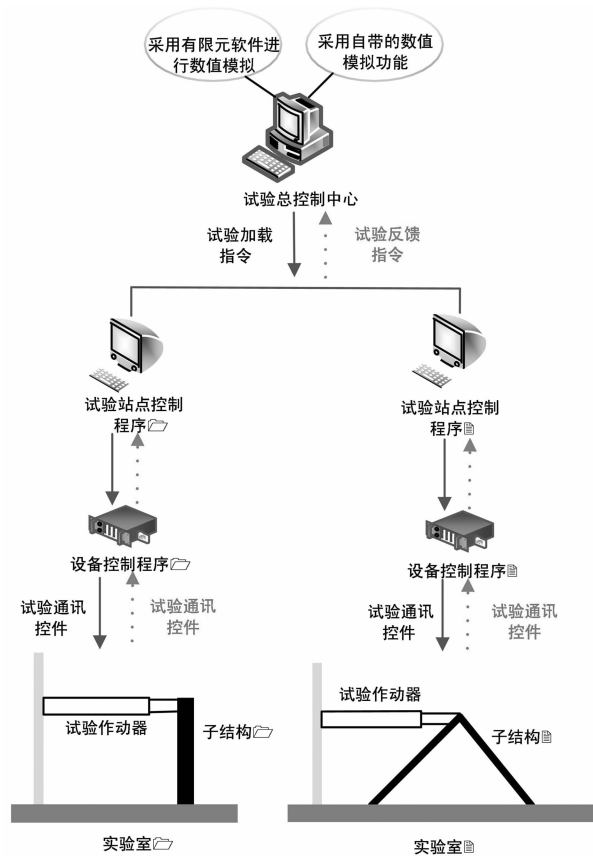 采用有限元软件进
行数值模拟
采用自带的数值
模拟功能
试验总控制中心
试验加载
指令
试验反馈
指令
试验站点控制
程序🗁
试验站点控制
程序🗎
设备控制程序🗁
设备控制程序🗎
试验通讯
控件
试验通讯
控件
试验通讯
控件
试验通讯
控件
试验作动器
子结构🗁
试验作动器
子结构🗎
实验室🗁
实验室🗎